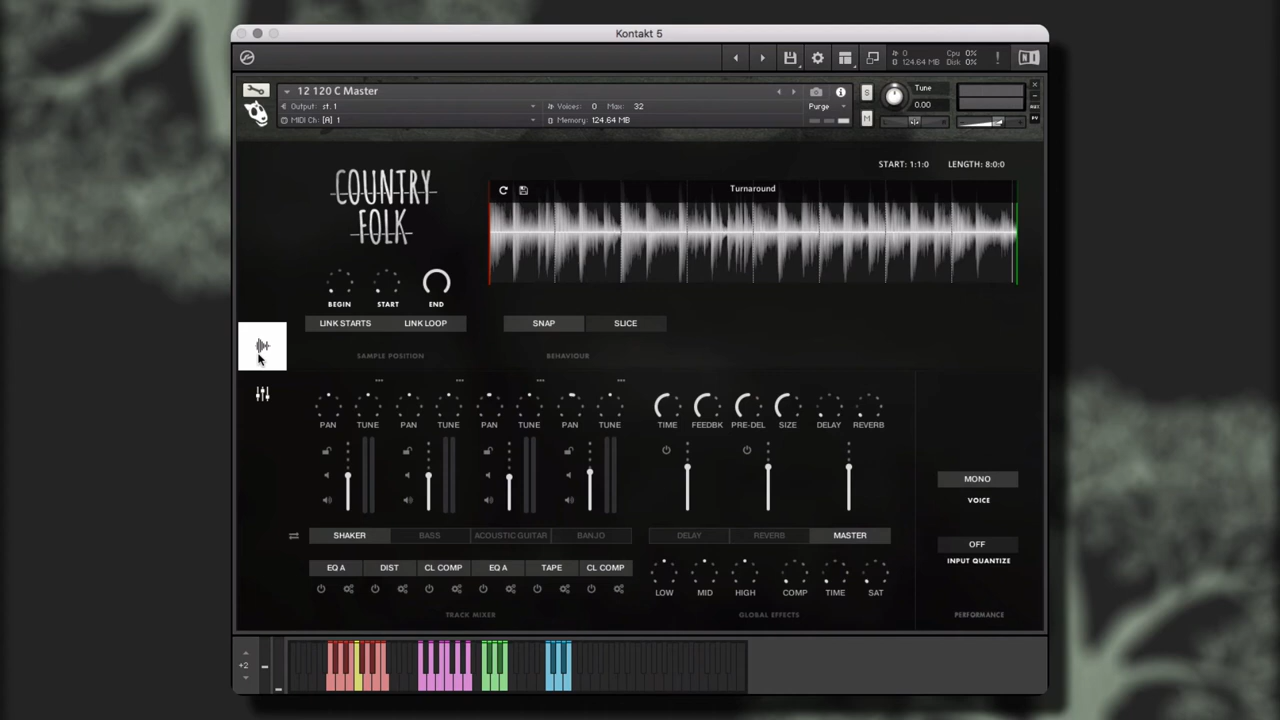 Kontakt 5
0
0 124.64 MB
Cpu 0%
Disk 0%
!
12 120 C Master
Output: st.1
Voices: 0 Max: 32
Purge
S
Tune
0.00
MIDI Ch: [A] 1
Memory: 124.64 MB
M
AUX
PV
START: 1:1:0 LENGTH: 8:0:0
COUNTRY
FOLK
Turnaround
BEGIN START END
LINK STARTS LINK LOOP SNAP SLICE
SAMPLE POSITION BEHAVIOUR
PAN TUNE PAN TUNE PAN TUNE PAN TUNE TIME FEEDBK PRE-DEL SIZE DELAY REVERB
MONO
VOICE
SHAKER BASS ACOUSTIC GUITAR BANJO DELAY REVERB MASTER
OFF
INPUT QUANTIZE
EQ A DIST CL COMP EQ A TAPE CL COMP
LOW MID HIGH COMP TIME SAT
TRACK MIXER GLOBAL EFFECTS PERFORMANCE
+2